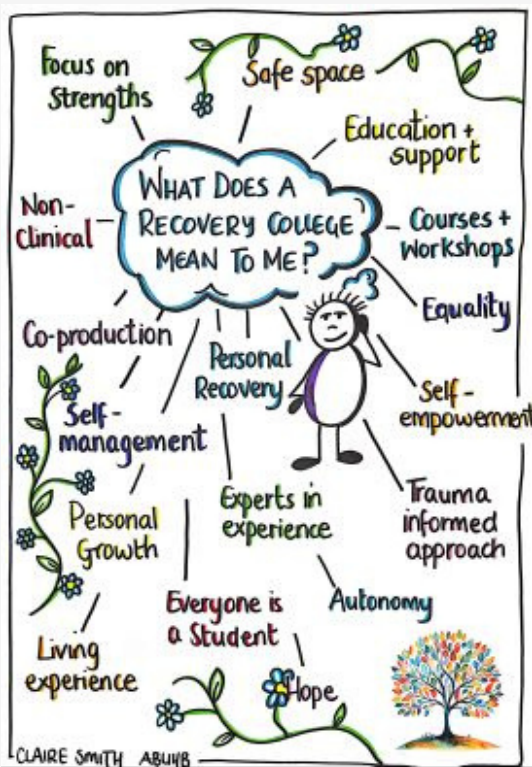 Focus on
Strengths
Safe space
Education +
support
WHAT DOES A
RECOVERY COLLEGE
MEAN TO ME?
Non-
Clinical
Courses +
Workshops
Equality
Co-production
Personal
Recovery
Self-
management
Self-
empowerment
Experts in
experience
Trauma
informed
approach
Personal
Growth
Everyone is
a Student
Autonomy
Living
experience
Hope
CLAIRE SMITH ABUHB